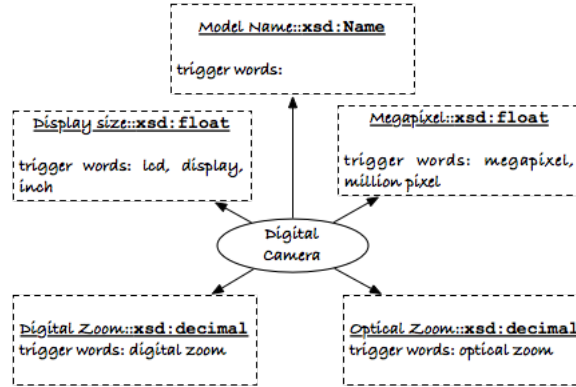 Model Name::xsd:Name
trigger words:
Display size::xsd:float
trigger words: lcd, display,
inch
Megapixel::xsd:float
trigger words: megapixel,
million pixel
Digital
Camera
Digital Zoom::xsd:decimal
trigger words: digital zoom
Optical Zoom::xsd:decimal
trigger words: optical zoom